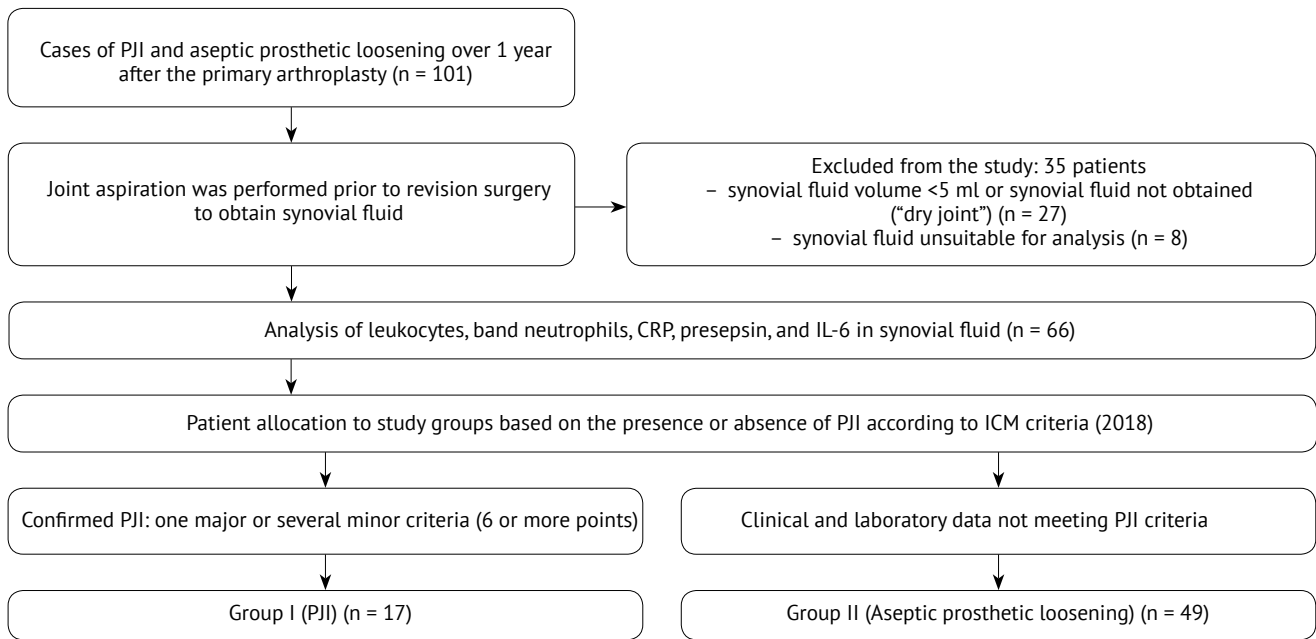 Cases of PJI and aseptic prosthetic loosening over 1 year
after the primary arthroplasty (n = 101)
Joint aspiration was performed prior to revision surgery
to obtain synovial fluid
Excluded from the study: 35 patients
– synovial fluid volume <5 ml or synovial fluid not obtained
(“dry joint”) (n = 27)
– synovial fluid unsuitable for analysis (n = 8)
Analysis of leukocytes, band neutrophils, CRP, presepsin, and IL-6 in synovial fluid (n = 66)
Patient allocation to study groups based on the presence or absence of PJI according to ICM criteria (2018)
Confirmed PJI: one major or several minor criteria (6 or more points)
Clinical and laboratory data not meeting PJI criteria
Group I (PJI) (n = 17)
Group II (Aseptic prosthetic loosening) (n = 49)